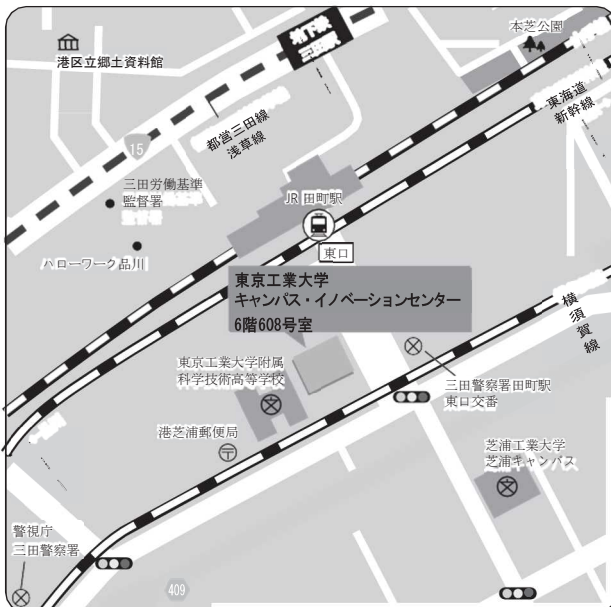 本芝公園
港区立郷土資料館
地下鉄
三田駅
東海道
新幹線
都営三田線
浅草線
15
三田労働基準
監督署
JR 田町駅
ハローワーク品川
東口
東京工業大学
キャンパス・イノベーションセンター
6階608号室
横須賀線
東京工業大学附属
科学技術高等学校
三田警察署田町駅
東口交番
港芝浦郵便局
芝浦工業大学
芝浦キャンパス
警視庁
三田警察署
409